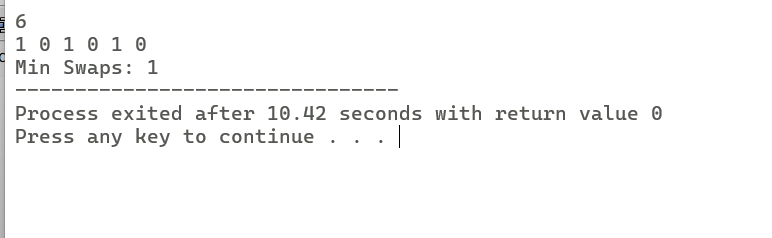 6
1 0 1 0 1 0
Min Swaps: 1
--------------------------------
Process exited after 10.42 seconds with return value 0
Press any key to continue . . .